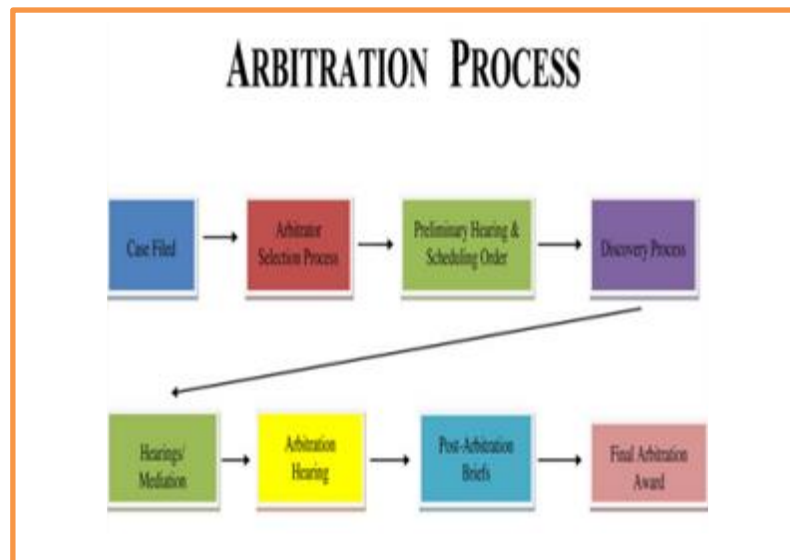 ARBITRATION PROCESS
Case Filed
Arbitrator
Selection Process
Preliminary Hearing &
Scheduling Order
Discovery Process
Hearings/
Mediation
Arbitration
Hearing
Post-Arbitration
Briefs
Final Arbitration
Award